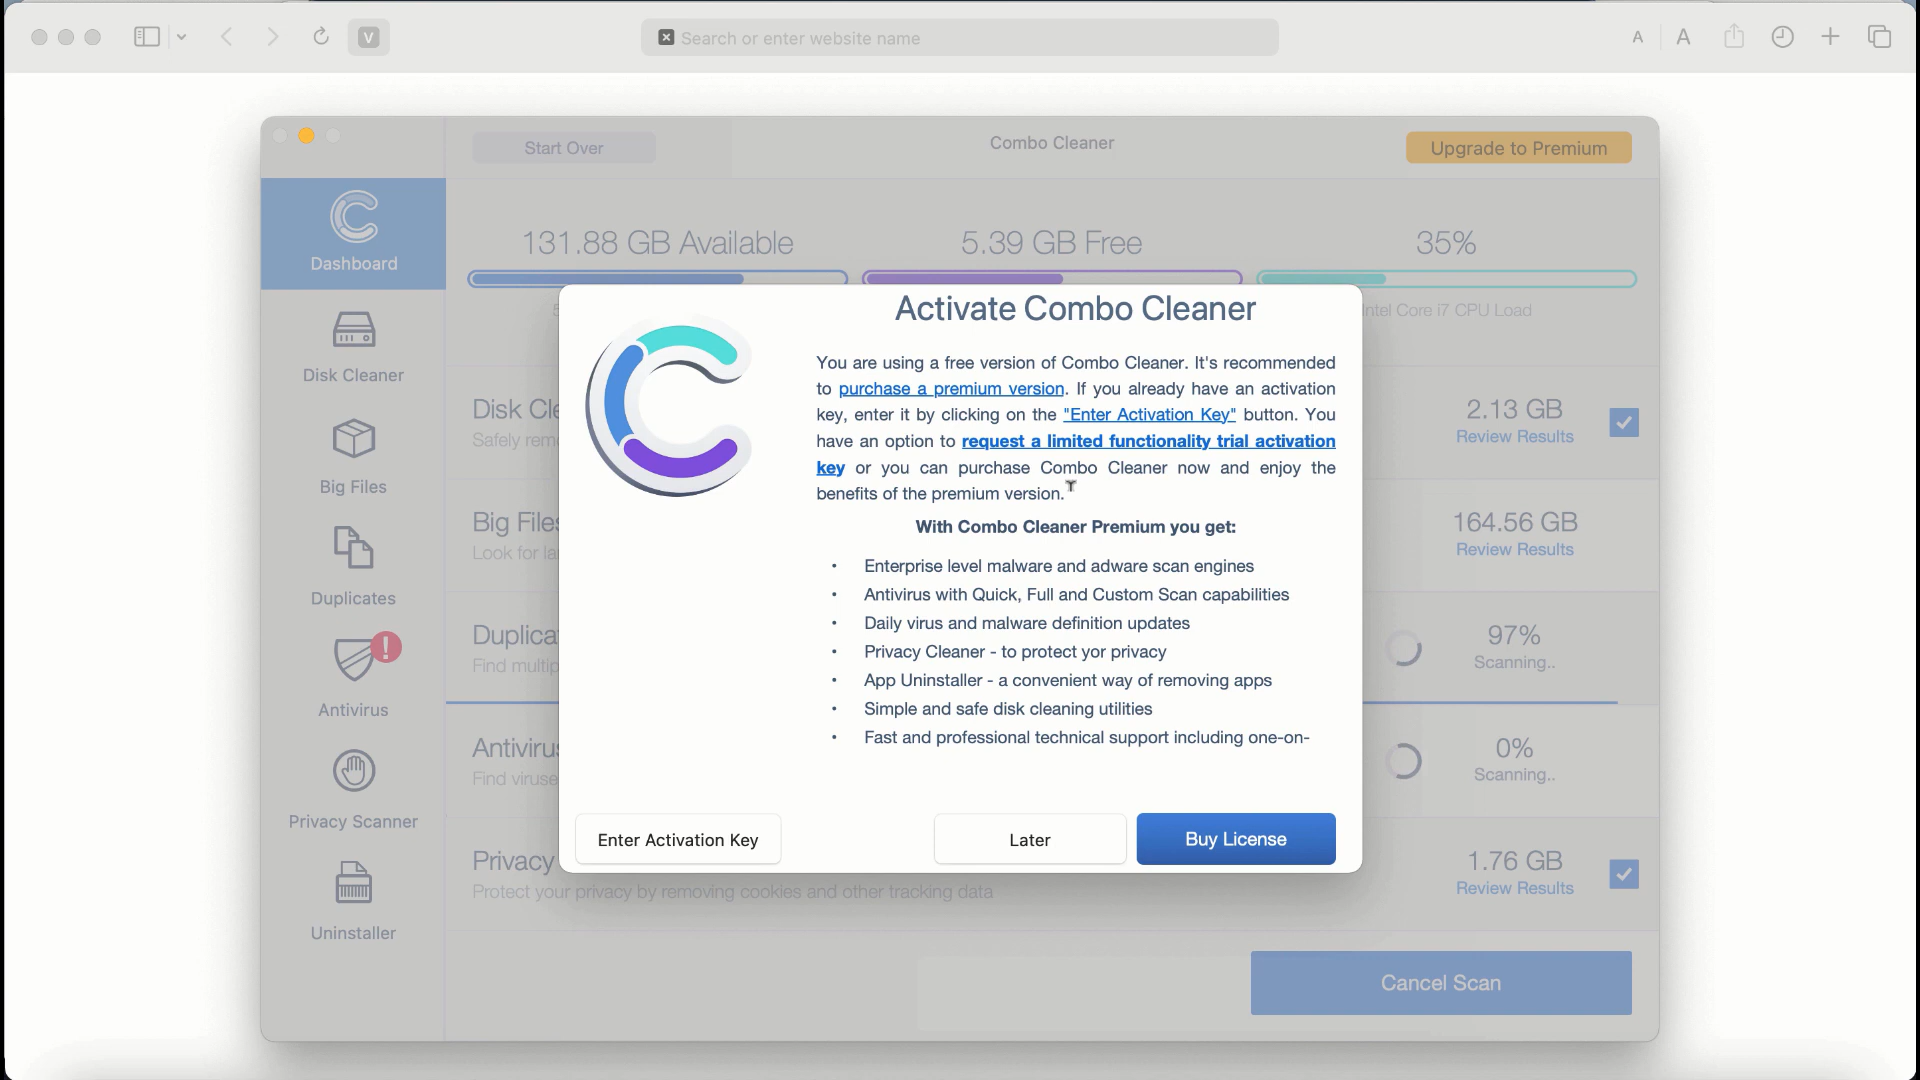 V
Search or enter website name
A
A
Start Over
Combo Cleaner
Upgrade to Premium
Dashboard
Disk Cleaner
Big Files
Duplicates
Antivirus
Privacy Scanner
Uninstaller
131.88 GB Available
5.39 GB Free
35%
Intel Core i7 CPU Load
Activate Combo Cleaner
You are using a free version of Combo Cleaner. It's recommended
to purchase a premium version. If you already have an activation
key, enter it by clicking on the "Enter Activation Key" button. You
have an option to request a limited functionality trial activation
key or you can purchase Combo Cleaner now and enjoy the
benefits of the premium version.
With Combo Cleaner Premium you get:
• Enterprise level malware and adware scan engines
• Antivirus with Quick, Full and Custom Scan capabilities
• Daily virus and malware definition updates
• Privacy Cleaner - to protect yor privacy
• App Uninstaller - a convenient way of removing apps
• Simple and safe disk cleaning utilities
• Fast and professional technical support including one-on-
Enter Activation Key
Later
Buy License
Disk Cle
Safely rem
2.13 GB
Review Results
Big Files
Look for la
164.56 GB
Review Results
Duplica
Find multip
97%
Scanning..
Antiviru
Find viruse
0%
Scanning..
Privacy
Protect your privacy by removing cookies and other tracking data
1.76 GB
Review Results
Cancel Scan